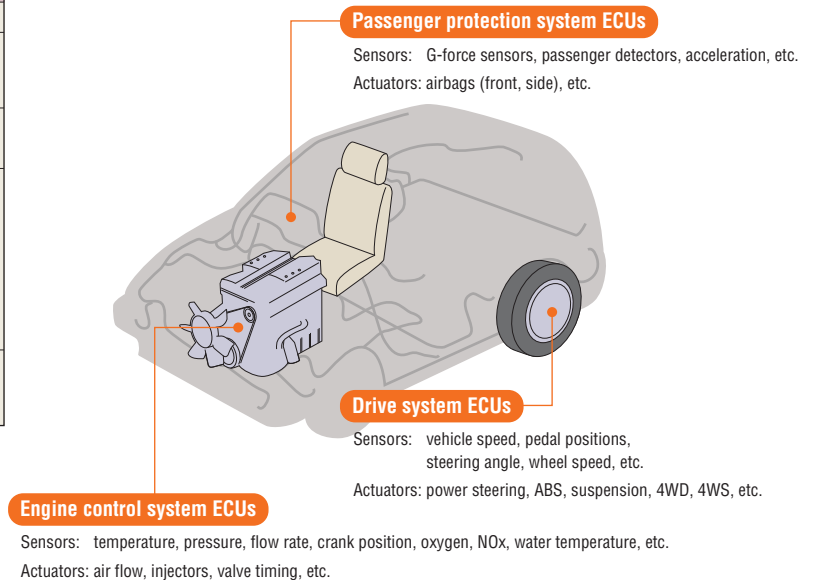 Passenger protection system ECUs
Sensors: G-force sensors, passenger detectors, acceleration, etc.
Actuators: airbags (front, side), etc.
Drive system ECUs
Sensors: vehicle speed, pedal positions,
steering angle, wheel speed, etc.
Actuators: power steering, ABS, suspension, 4WD, 4WS, etc.
Engine control system ECUs
Sensors: temperature, pressure, flow rate, crank position, oxygen, NOx, water temperature, etc.
Actuators: air flow, injectors, valve timing, etc.